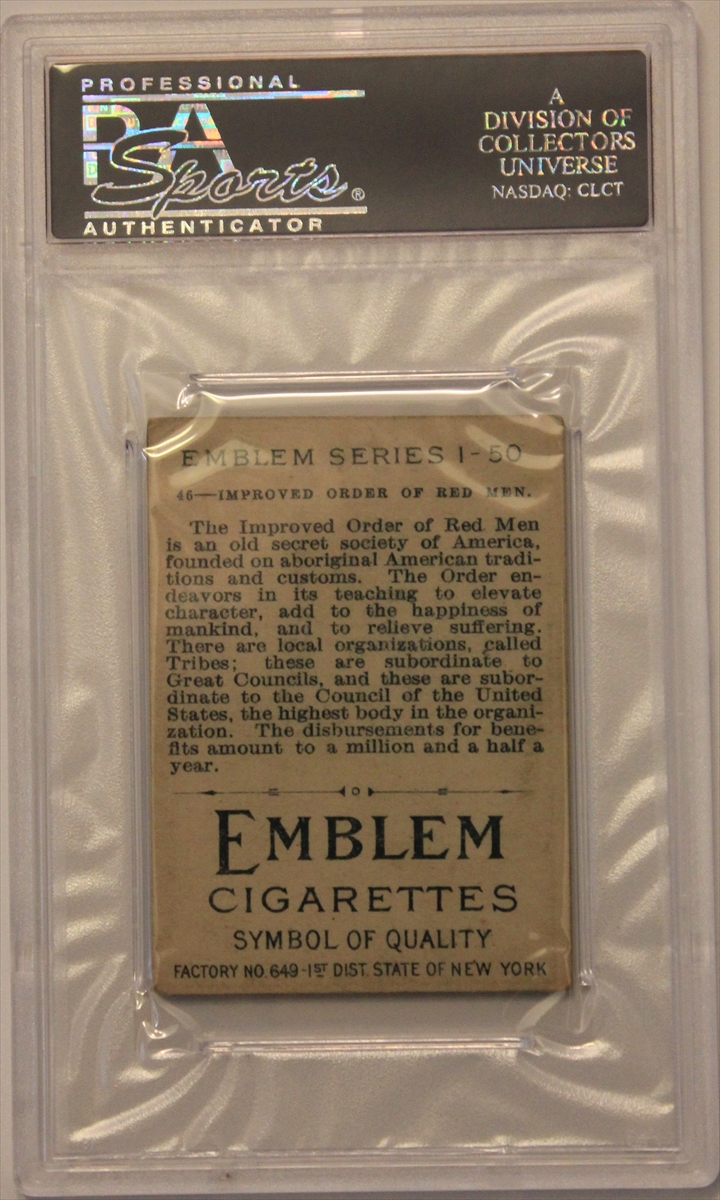 PROFESSIONAL
PSA
Sports®
AUTHENTICATOR
A
DIVISION OF
COLLECTORS
UNIVERSE
NASDAQ: CLCT
EMBLEM SERIES 1-50
46—IMPROVED ORDER OF RED MEN.
The Improved Order of Red Men
is an old secret society of America,
founded on aboriginal American tradi-
tions and customs. The Order en-
deavors in its teaching to elevate
character, add to the happiness of
mankind, and to relieve suffering.
There are local organizations, called
Tribes; these are subordinate to
Great Councils, and these are subor-
dinate to the Council of the United
States, the highest body in the organi-
zation. The disbursements for bene-
fits amount to a million and a half a
year.
EMBLEM
CIGARETTES
SYMBOL OF QUALITY
FACTORY NO. 649-1ST DIST. STATE OF NEW YORK